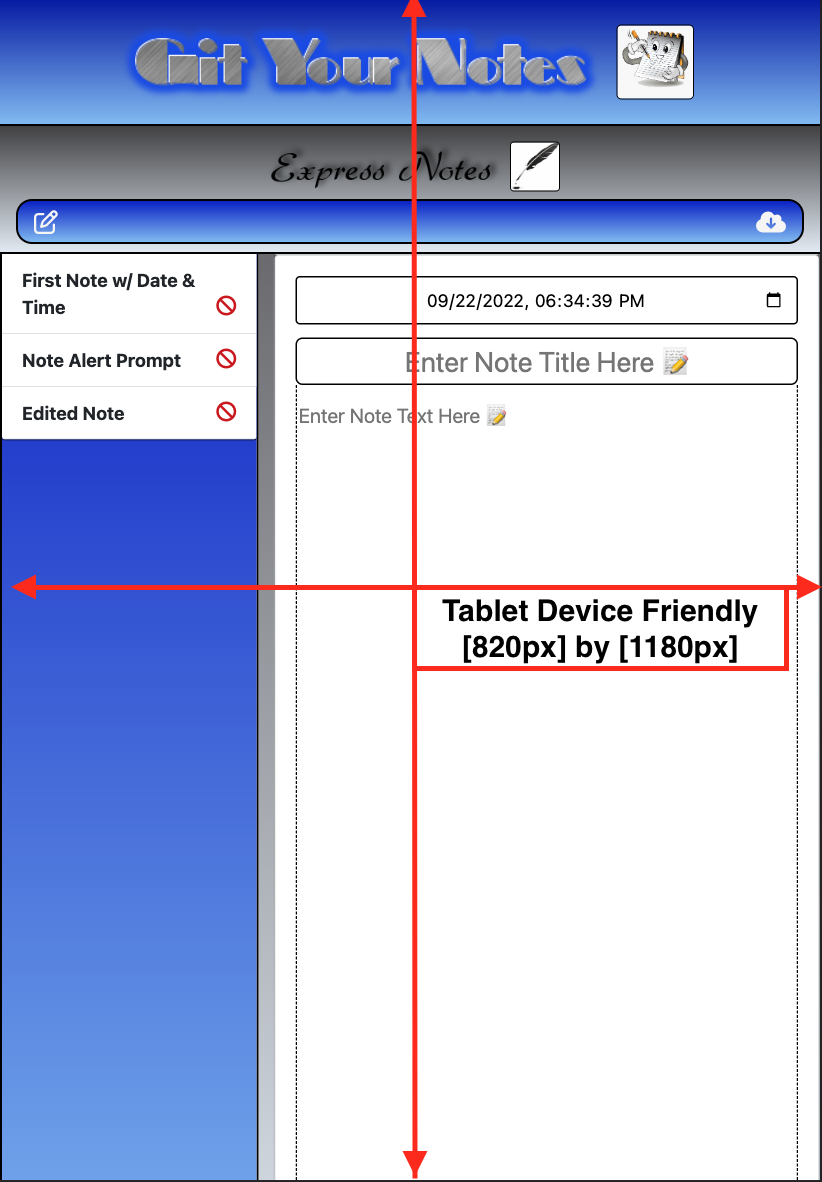 Git Your Notes
Express Notes
First Note w/ Date &
Time
Note Alert Prompt
Edited Note
09/22/2022, 06:34:39 PM
Enter Note Title Here 📝
Enter Note Text Here 📝
Tablet Device Friendly
[820px] by [1180px]